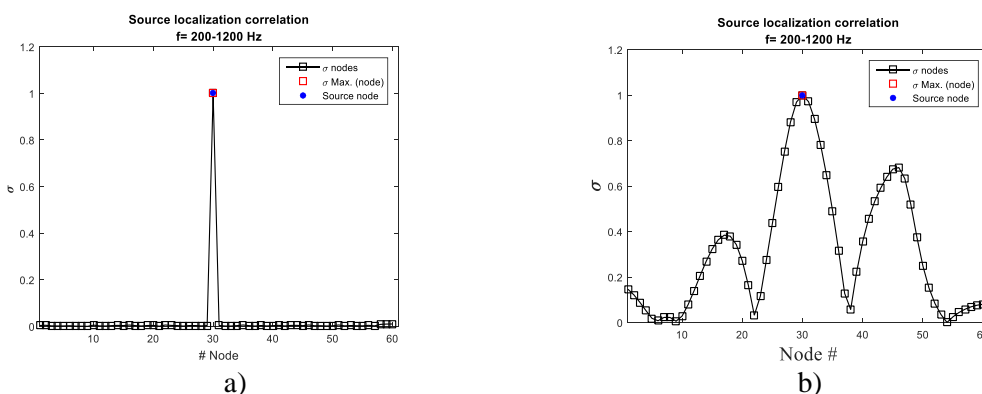 Source localization correlation
f= 200-1200 Hz
1.2
1
0.8
0.6
0.4
0.2
0
σ
10 20 30 40 50 60
# Node
σ nodes
σ Max. (node)
Source node
a)
Source localization correlation
f= 200-1200 Hz
1.2
1
0.8
0.6
0.4
0.2
0
σ
10 20 30 40 50 60
Node #
σ nodes
σ Max. (node)
Source node
b)